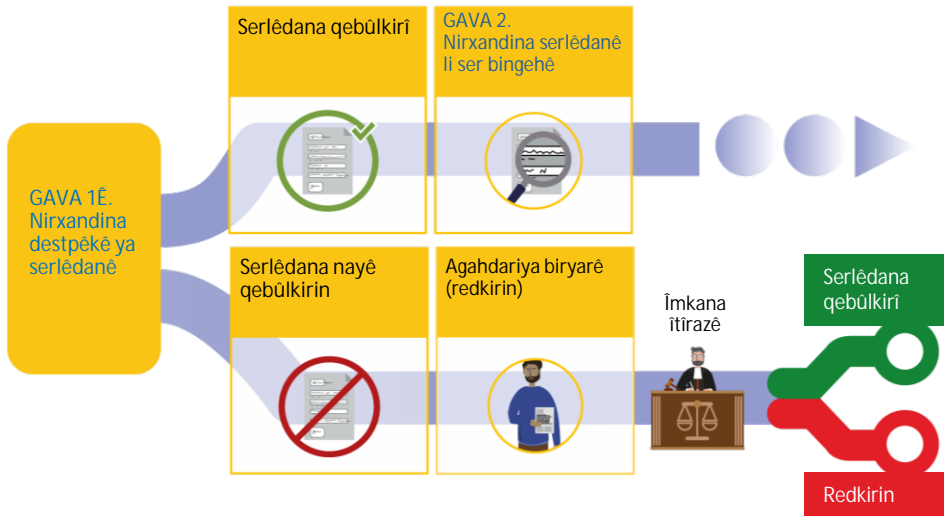 GAVA 1Ê.
Nirxandina
destpêkê ya
serlêdanê
Serlêdana qebûlkirî
GAVA 2.
Nirxandina serlêdanê
li ser bingehê
Serlêdana nayê
qebûlkirin
Agahdariya biryarê
(redkirin)
Îmkana
îtîrazê
Serlêdana
qebûlkirî
Redkirin